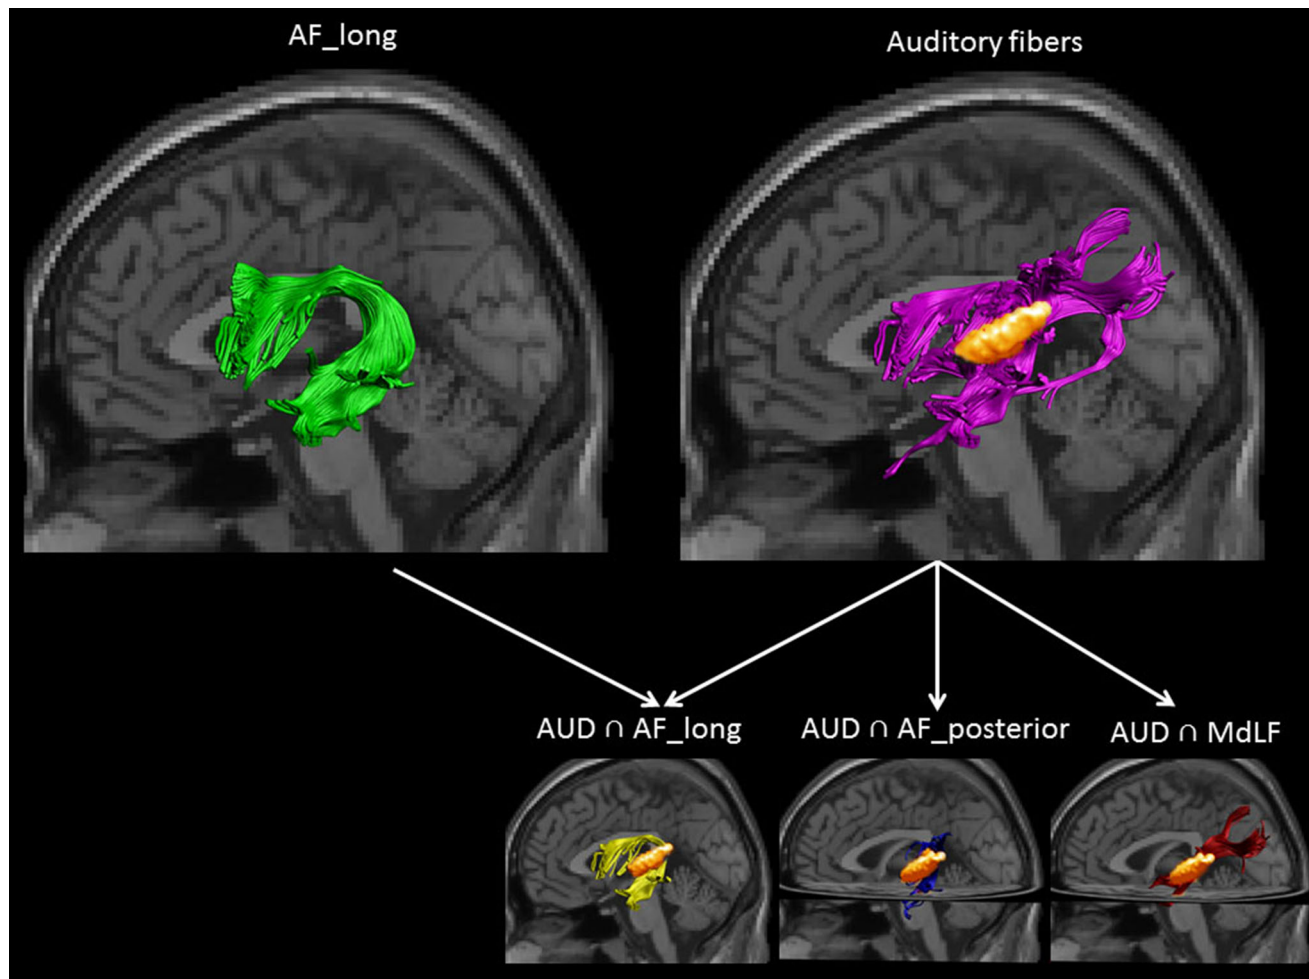 AF_long
Auditory fibers
AUD ∩ AF_long
AUD ∩ AF_posterior
AUD ∩ MdLF